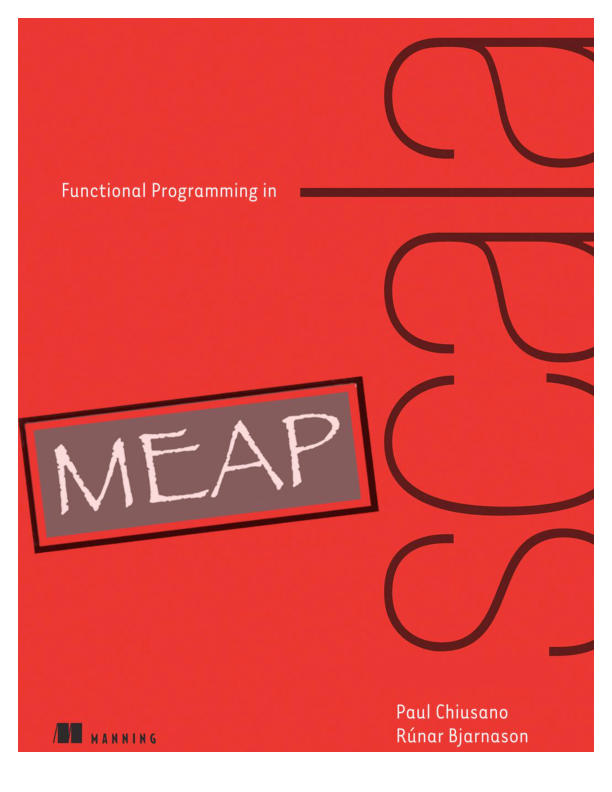 Functional Programming in
scala
MEAP
Paul Chiusano
Rúnar Bjarnason
MANNING